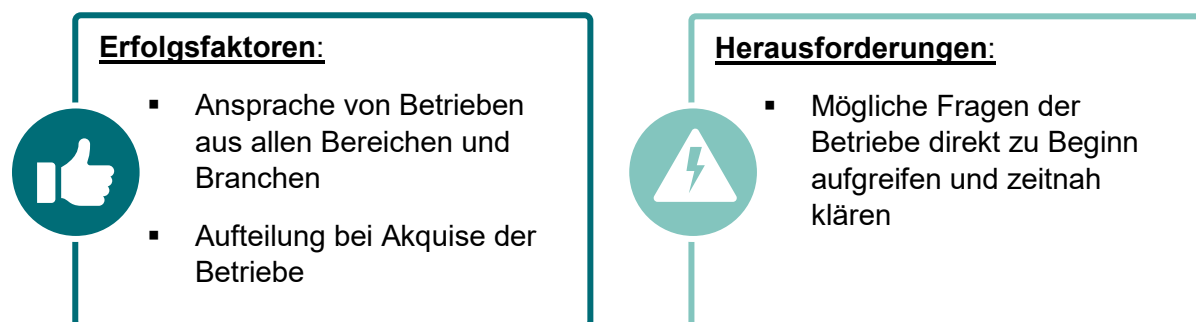 Erfolgsfaktoren:
▪ Ansprache von Betrieben
aus allen Bereichen und
Branchen
▪ Aufteilung bei Akquise der
Betriebe
Herausforderungen:
▪ Mögliche Fragen der
Betriebe direkt zu Beginn
aufgreifen und zeitnah
klären